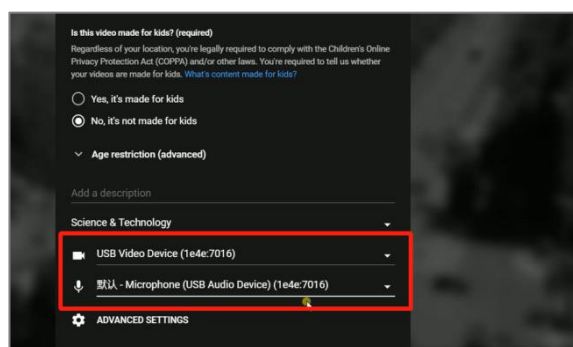 Is this video made for kids? (required)
Regardless of your location, you're legally required to comply with the Children's Online
Privacy Protection Act (COPPA) and/or other laws. You're required to tell us whether
your videos are made for kids. What's content made for kids?
Yes, it's made for kids
No, it's not made for kids
Age restriction (advanced)
Add a description
Science & Technology
USB Video Device (1e4e:7016)
默认 - Microphone (USB Audio Device) (1e4e:7016)
ADVANCED SETTINGS